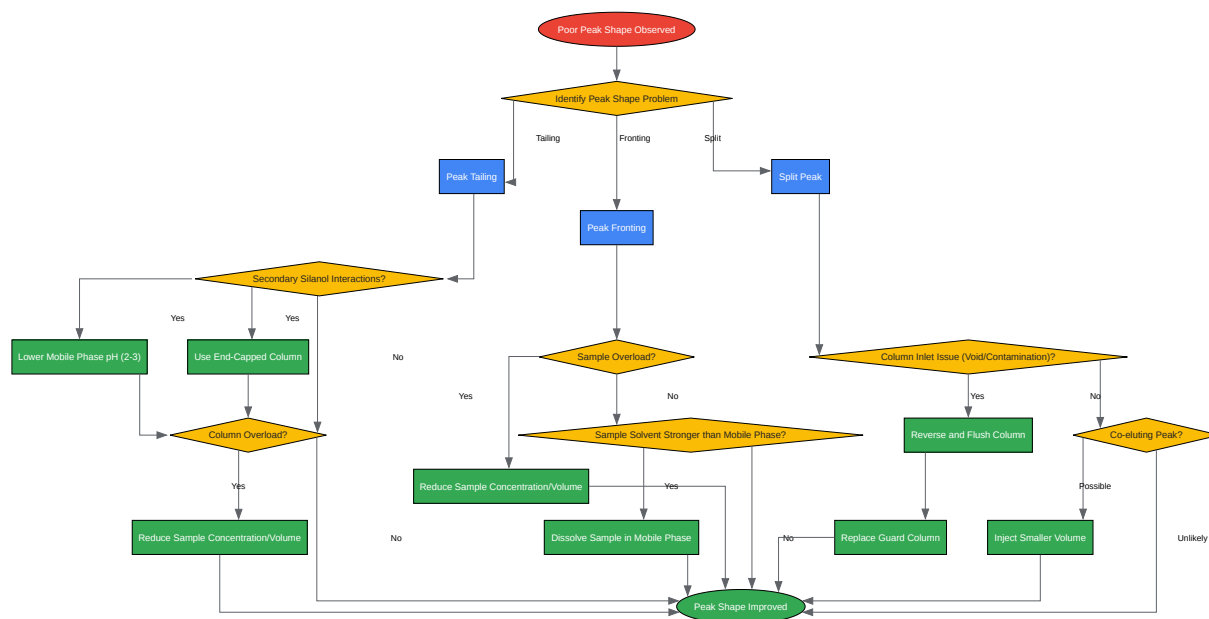 Poor Peak Shape Observed
Identify Peak Shape Problem
Tailing
Fronting
Split
Peak Tailing
Split Peak
Peak Fronting
Secondary Silanol Interactions?
Yes
Yes
Lower Mobile Phase pH (2-3)
Use End-Capped Column
No
Sample Overload?
Column Inlet Issue (Void/Contamination)?
Yes
No
Yes
No
Column Overload?
Sample Solvent Stronger than Mobile Phase?
Reverse and Flush Column
Co-eluting Peak?
Yes
Reduce Sample Concentration/Volume
Yes
Possible
Reduce Sample Concentration/Volume
No
Dissolve Sample in Mobile Phase
No
Replace Guard Column
Inject Smaller Volume
Unlikely
Peak Shape Improved